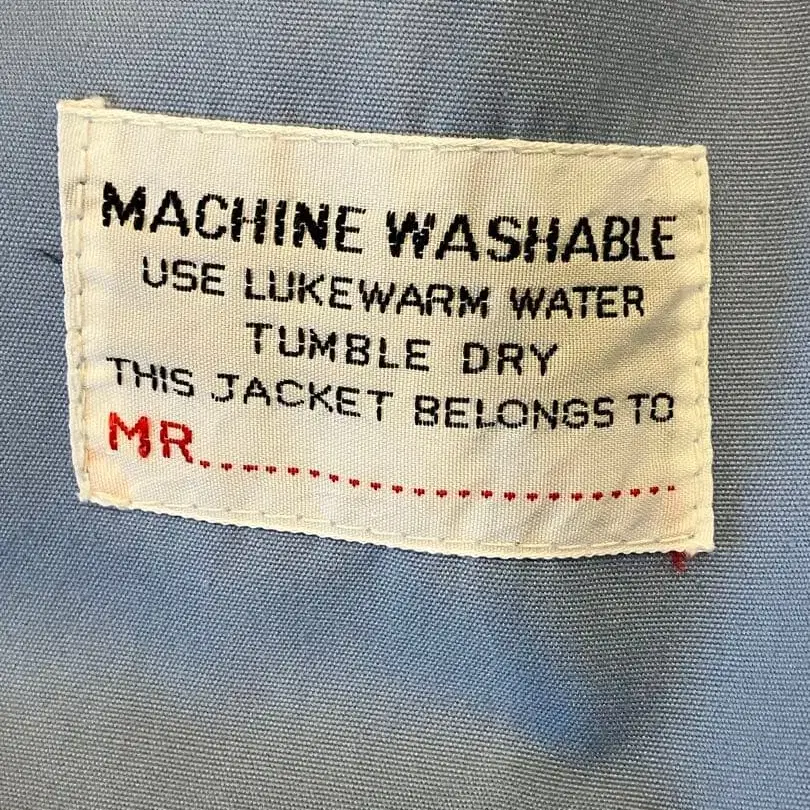 MACHINE WASHABLE
USE LUKEWARM WATER
TUMBLE DRY
THIS JACKET BELONGS TO
MR..............................